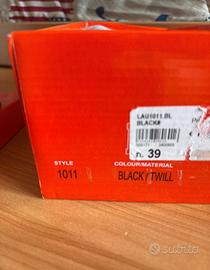 LAU1011.BL
BLACK#
n. 39
STYLE
COLOUR/MATERIAL
1011
BLACK/TWILL
Subito